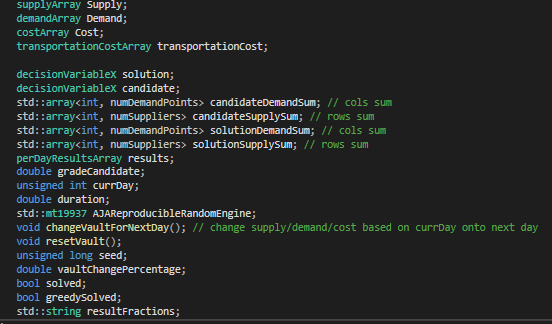 supplyArray Supply;
demandArray Demand;
costArray Cost;
transportationCostArray transportationCost;
decisionVariableX solution;
decisionVariableX candidate;
std::array<int, numDemandPoints> candidateDemandSum; // cols sum
std::array<int, numSuppliers> candidateSupplySum; // rows sum
std::array<int, numDemandPoints> solutionDemandSum; // cols sum
std::array<int, numSuppliers> solutionSupplySum; // rows sum
perDayResultsArray results;
double gradeCandidate;
unsigned int currDay;
double duration;
std::mt19937 AJAReproducibleRandomEngine;
void changeVaultForNextDay(); // change supply/demand/cost based on currDay onto next day
void resetVault();
unsigned long seed;
double vaultChangePercentage;
bool solved;
bool greedySolved;
std::string resultFractions;